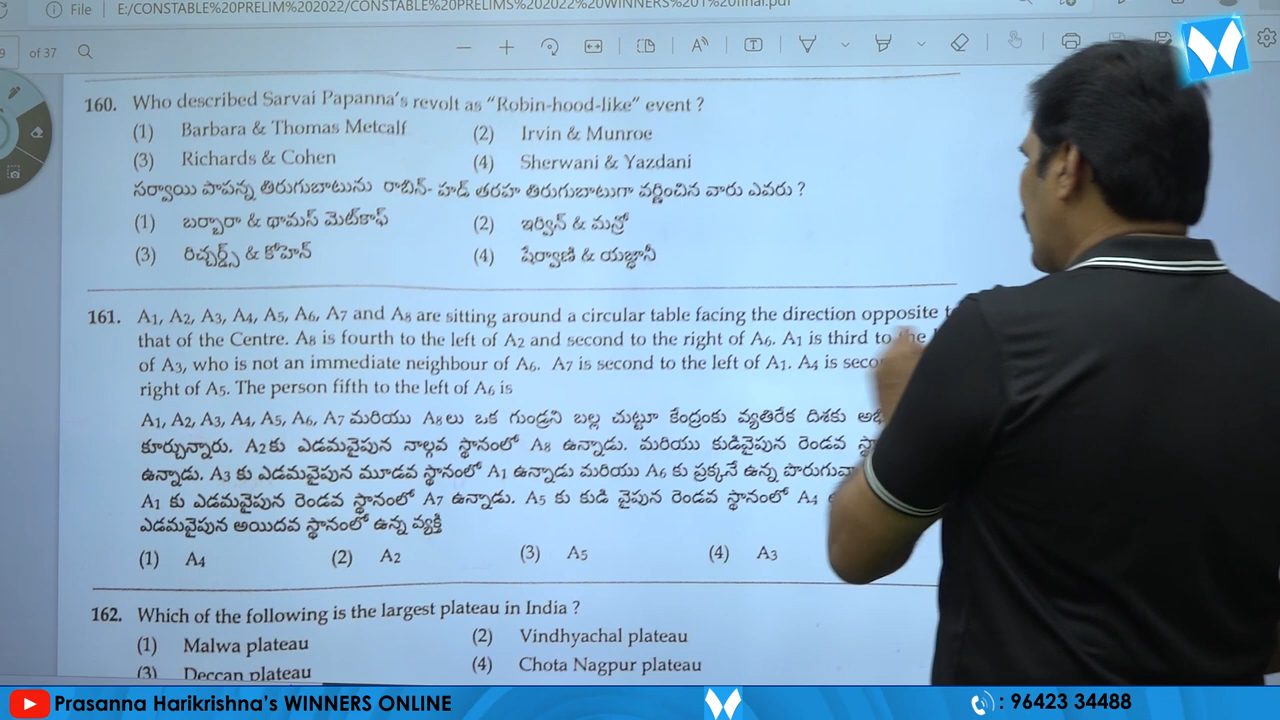 File
E:/CONSTABLE%20PRELIM%202022/CONSTABLE%20PRELIMS%202022%20WINNERS%201%20final.pdf
9 of 37
160. Who described Sarvai Papanna's revolt as "Robin-hood-like" event ?
(1) Barbara & Thomas Metcalf (2) Irvin & Munroe
(3) Richards & Cohen (4) Sherwani & Yazdani
సర్వాయి పాపన్న తిరుగుబాటును రాబిన్- హుడ్ తరహ తిరుగుబాటుగా వర్ణించిన వారు ఎవరు ?
(1) బర్బారా & థామస్ మెట్‌కాఫ్ (2) ఇర్విన్ & మన్రో
(3) రిచ్చర్డ్స్ & కోహెన్ (4) షేర్వాణి & యజ్దానీ
161. A1, A2, A3, A4, A5, A6, A7 and A8 are sitting around a circular table facing the direction opposite
that of the Centre. A8 is fourth to the left of A2 and second to the right of A6. A1 is third to the
of A3, who is not an immediate neighbour of A6. A7 is second to the left of A1. A4 is
right of A5. The person fifth to the left of A6 is
A1, A2, A3, A4, A5, A6, A7 మరియు A8 లు ఒక గుండ్రని బల్ల చుట్టూ కేంద్రంకు వ్యతిరేక దిశకు
కూర్చున్నారు. A2 కు ఎడమవైపున నాల్గవ స్థానంలో A8 ఉన్నాడు. మరియు కుడివైపున రెండవ
ఉన్నాడు. A3 కు ఎడమవైపున మూడవ స్థానంలో A1 ఉన్నాడు మరియు A6 కు ప్రక్కనే ఉన్న
A1 కు ఎడమవైపున రెండవ స్థానంలో A7 ఉన్నాడు. A5 కు కుడి వైపున రెండవ స్థానంలో A4
ఎడమవైపున అయిదవ స్థానంలో ఉన్న వ్యక్తి
(1) A4 (2) A2 (3) A5 (4) A3
162. Which of the following is the largest plateau in India ?
(1) Malwa plateau (2) Vindhyachal plateau
(3) Deccan plateau (4) Chota Nagpur plateau
Prasanna Harikrishna's WINNERS ONLINE : 96423 34488